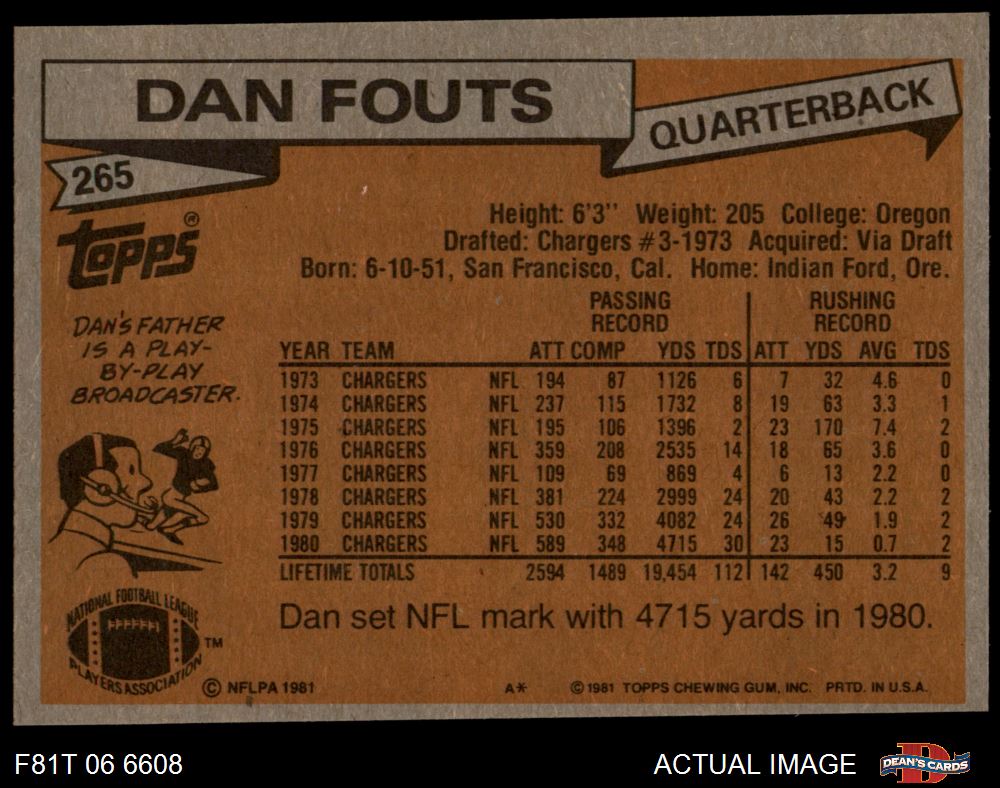 DAN FOUTS
QUARTERBACK
265
TOPPS®
Height: 6'3" Weight: 205 College: Oregon
Drafted: Chargers #3-1973 Acquired: Via Draft
Born: 6-10-51, San Francisco, Cal. Home: Indian Ford, Ore.
DAN'S FATHER
IS A PLAY-
BY-PLAY
BROADCASTER.
PASSING RECORD RUSHING RECORD
YEAR TEAM ATT COMP YDS TDS ATT YDS AVG TDS
1973 CHARGERS NFL 194 87 1126 6 7 32 4.6 0
1974 CHARGERS NFL 237 115 1732 8 19 63 3.3 1
1975 CHARGERS NFL 195 106 1396 2 23 170 7.4 2
1976 CHARGERS NFL 359 208 2535 14 18 65 3.6 0
1977 CHARGERS NFL 109 69 869 4 6 13 2.2 0
1978 CHARGERS NFL 381 224 2999 24 20 43 2.2 2
1979 CHARGERS NFL 530 332 4082 24 26 49 1.9 2
1980 CHARGERS NFL 589 348 4715 30 23 15 0.7 2
LIFETIME TOTALS 2594 1489 19,454 112 142 450 3.2 9
Dan set NFL mark with 4715 yards in 1980.
NATIONAL FOOTBALL LEAGUE
PLAYERS ASSOCIATION
TM
© NFLPA 1981 A* © 1981 TOPPS CHEWING GUM, INC. PRTD. IN U.S.A.
F81T 06 6608 ACTUAL IMAGE
D
DEAN'S CARDS